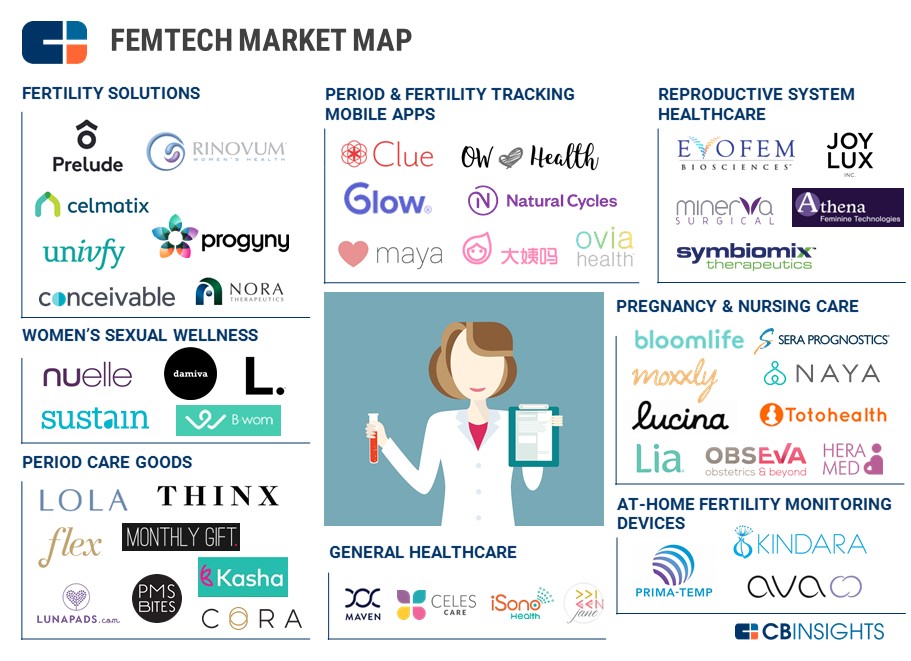 FEMTECH MARKET MAP
FERTILITY SOLUTIONS
Prelude
RINOVUM
WOMEN'S HEALTH
celmatix
univfy
progyny
conceivable
NORA
THERAPEUTICS
PERIOD & FERTILITY TRACKING
MOBILE APPS
Clue
OW Health
Glow®
Natural Cycles
maya
大姨吗
ovia
health
REPRODUCTIVE SYSTEM
HEALTHCARE
EVOFEM
BIOSCIENCES
JOY
LUX
INC.
minerva
SURGICAL
Athena
Feminine Technologies
symbiomix
therapeutics
WOMEN'S SEXUAL WELLNESS
nuelle
damiva
L.
sustain
B-wom
PERIOD CARE GOODS
LOLA
THINX
flex
MONTHLY GIFT.
Kasha
LUNAPADS.com
PMS
BITES
CORA
GENERAL HEALTHCARE
MAVEN
CELES
CARE
iSono
Health
jane
PREGNANCY & NURSING CARE
bloomlife
SERA PROGNOSTICS
moxxly
NAYA
lucina
Totohealth
Lia
OBSEVA
obstetrics & beyond
HERA
MED
AT-HOME FERTILITY MONITORING
DEVICES
PRIMA-TEMP
KINDARA
ava
CBINSIGHTS